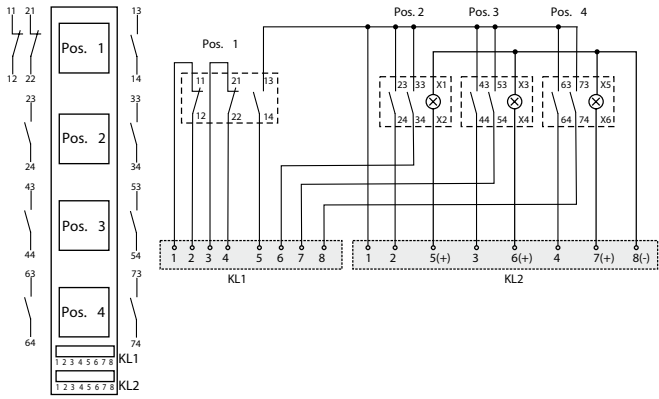 11 21
13
Pos. 1
12 22
14
23
33
Pos. 2
24
34
43
53
Pos. 3
44
54
63
73
Pos. 4
64
74
1 2 3 4 5 6 7 8
KL1
1 2 3 4 5 6 7 8
KL2
Pos. 1
Pos. 2
Pos. 3
Pos. 4
11 21 13
12 22 14
23 33 X1
24 34 X2
43 53 X3
44 54 X4
63 73 X5
64 74 X6
1 2 3 4 5 6 7 8
KL1
1 2 5(+) 3 6(+) 4 7(+) 8(-)
KL2